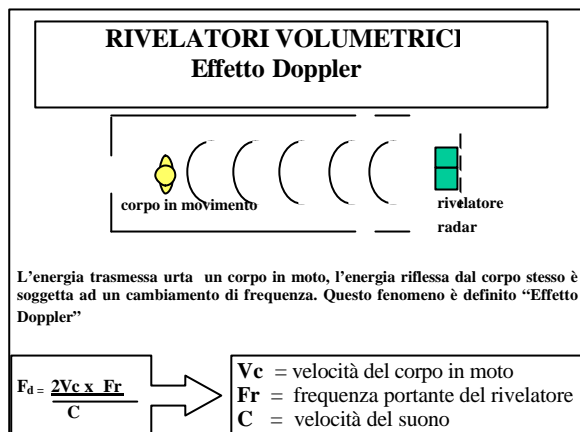 RIVELATORI VOLUMETRICI
Effetto Doppler
corpo in movimento
rivelatore
radar
L'energia trasmessa urta un corpo in moto, l'energia riflessa dal corpo stesso è
soggetta ad un cambiamento di frequenza. Questo fenomeno è definito “Effetto
Doppler”
Fd = 2Vc x Fr
C
Vc = velocità del corpo in moto
Fr = frequenza portante del rivelatore
C = velocità del suono